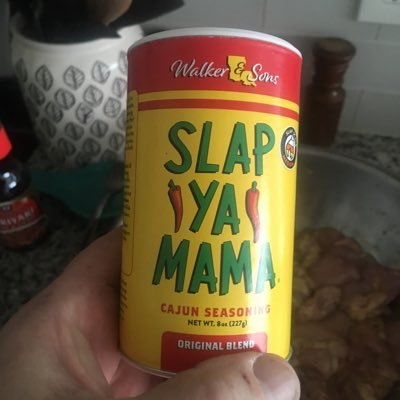 Walker & Sons
SLAP
YA
MAMA
CAJUN SEASONING
NET WT. 8oz (227g)
ORIGINAL BLEND